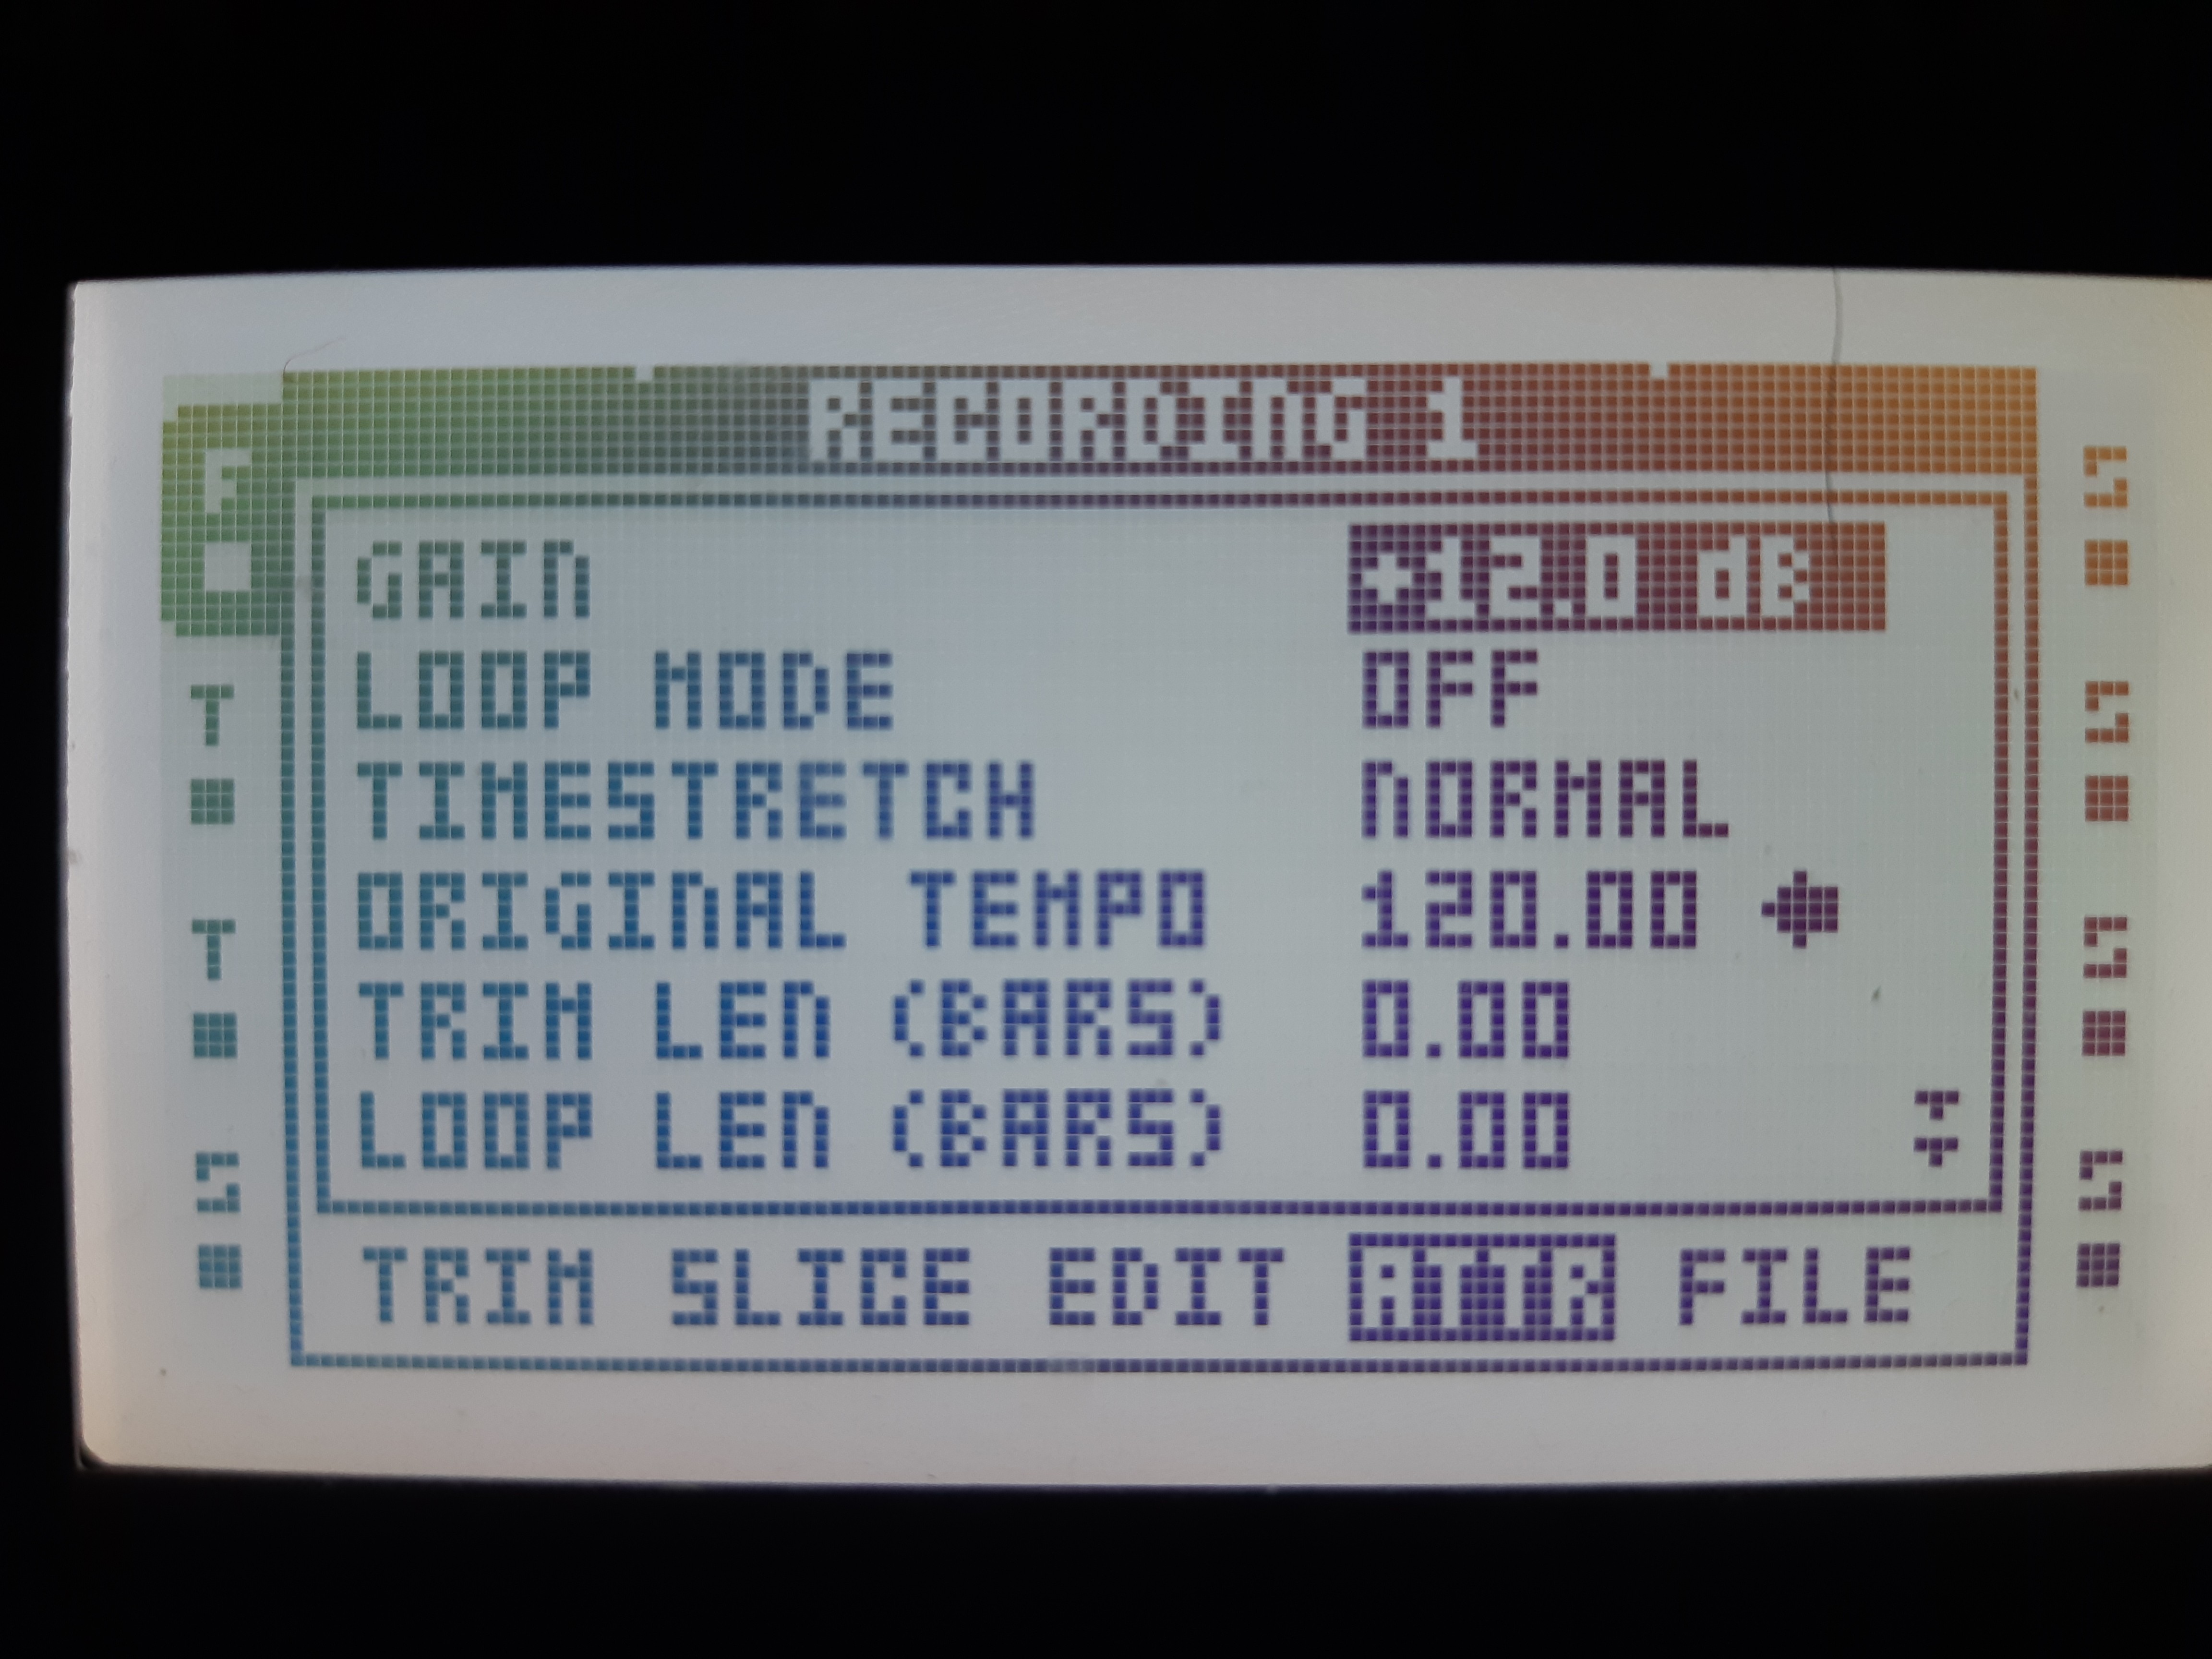 RECORDING 1
F
T
T
S
GAIN +12.0 dB
LOOP MODE OFF
TIMESTRETCH NORMAL
ORIGINAL TEMPO 120.00
TRIM LEN (BARS) 0.00
LOOP LEN (BARS) 0.00
TRIM SLICE EDIT ATTR FILE
S
S
S
S